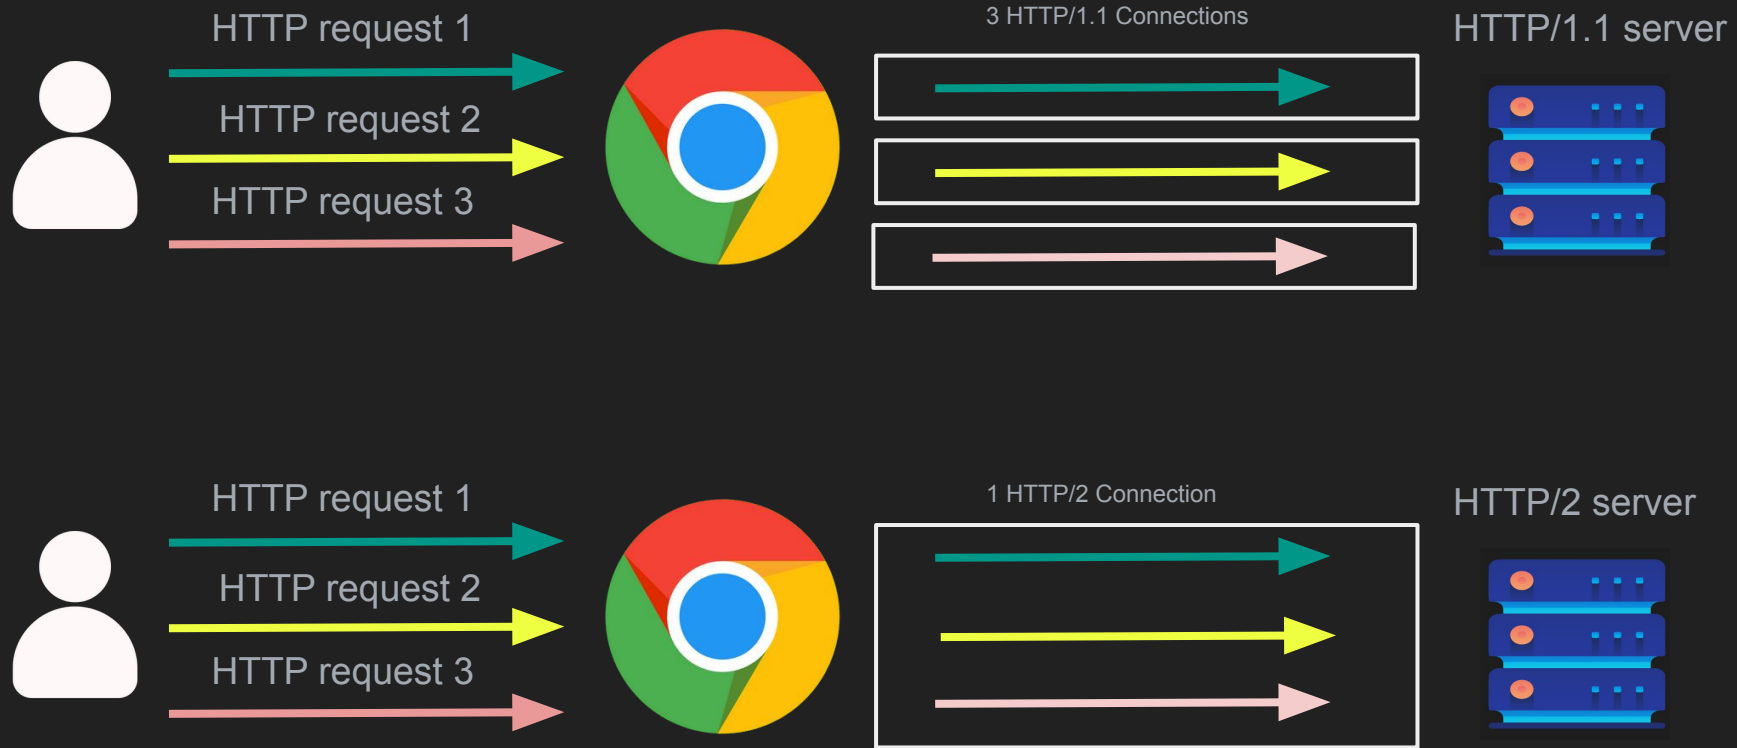 HTTP request 1
HTTP request 2
HTTP request 3
3 HTTP/1.1 Connections
HTTP/1.1 server
HTTP request 1
HTTP request 2
HTTP request 3
1 HTTP/2 Connection
HTTP/2 server